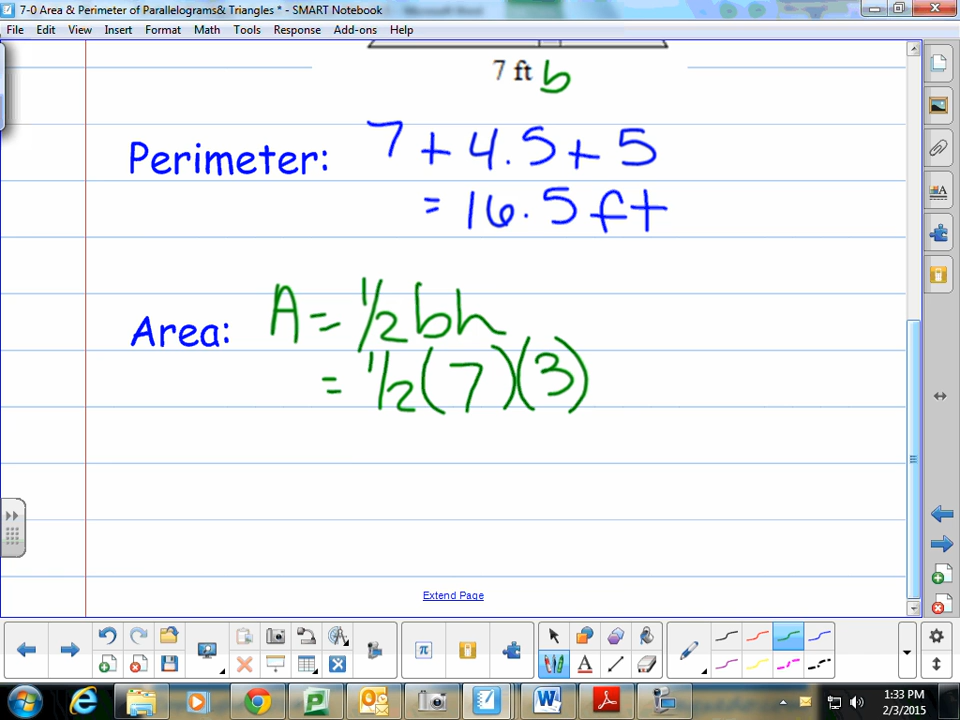 7-0 Area & Perimeter of Parallelograms& Triangles * - SMART Notebook
File Edit View Insert Format Math Tools Response Add-ons Help
7 ft b
Perimeter: 7 + 4.5 + 5
= 16.5 ft
Area: A = 1/2 bh
= 1/2 (7)(3)
Extend Page
1:33 PM
2/3/2015